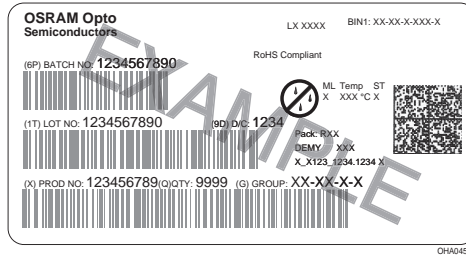 OSRAM Opto
Semiconductors
LX XXXX
BIN1: XX-XX-X-XXX-X
RoHS Compliant
(6P) BATCH NO: 1234567890
ML Temp ST
X XXX °C X
(1T) LOT NO: 1234567890
(9D) D/C: 1234
Pack: RXX
DEMY XXX
X_X123_1234.1234 X
(X) PROD NO: 123456789(Q)QTY: 9999 (G) GROUP: XX-XX-X-X
EXAMPLE
OHA045